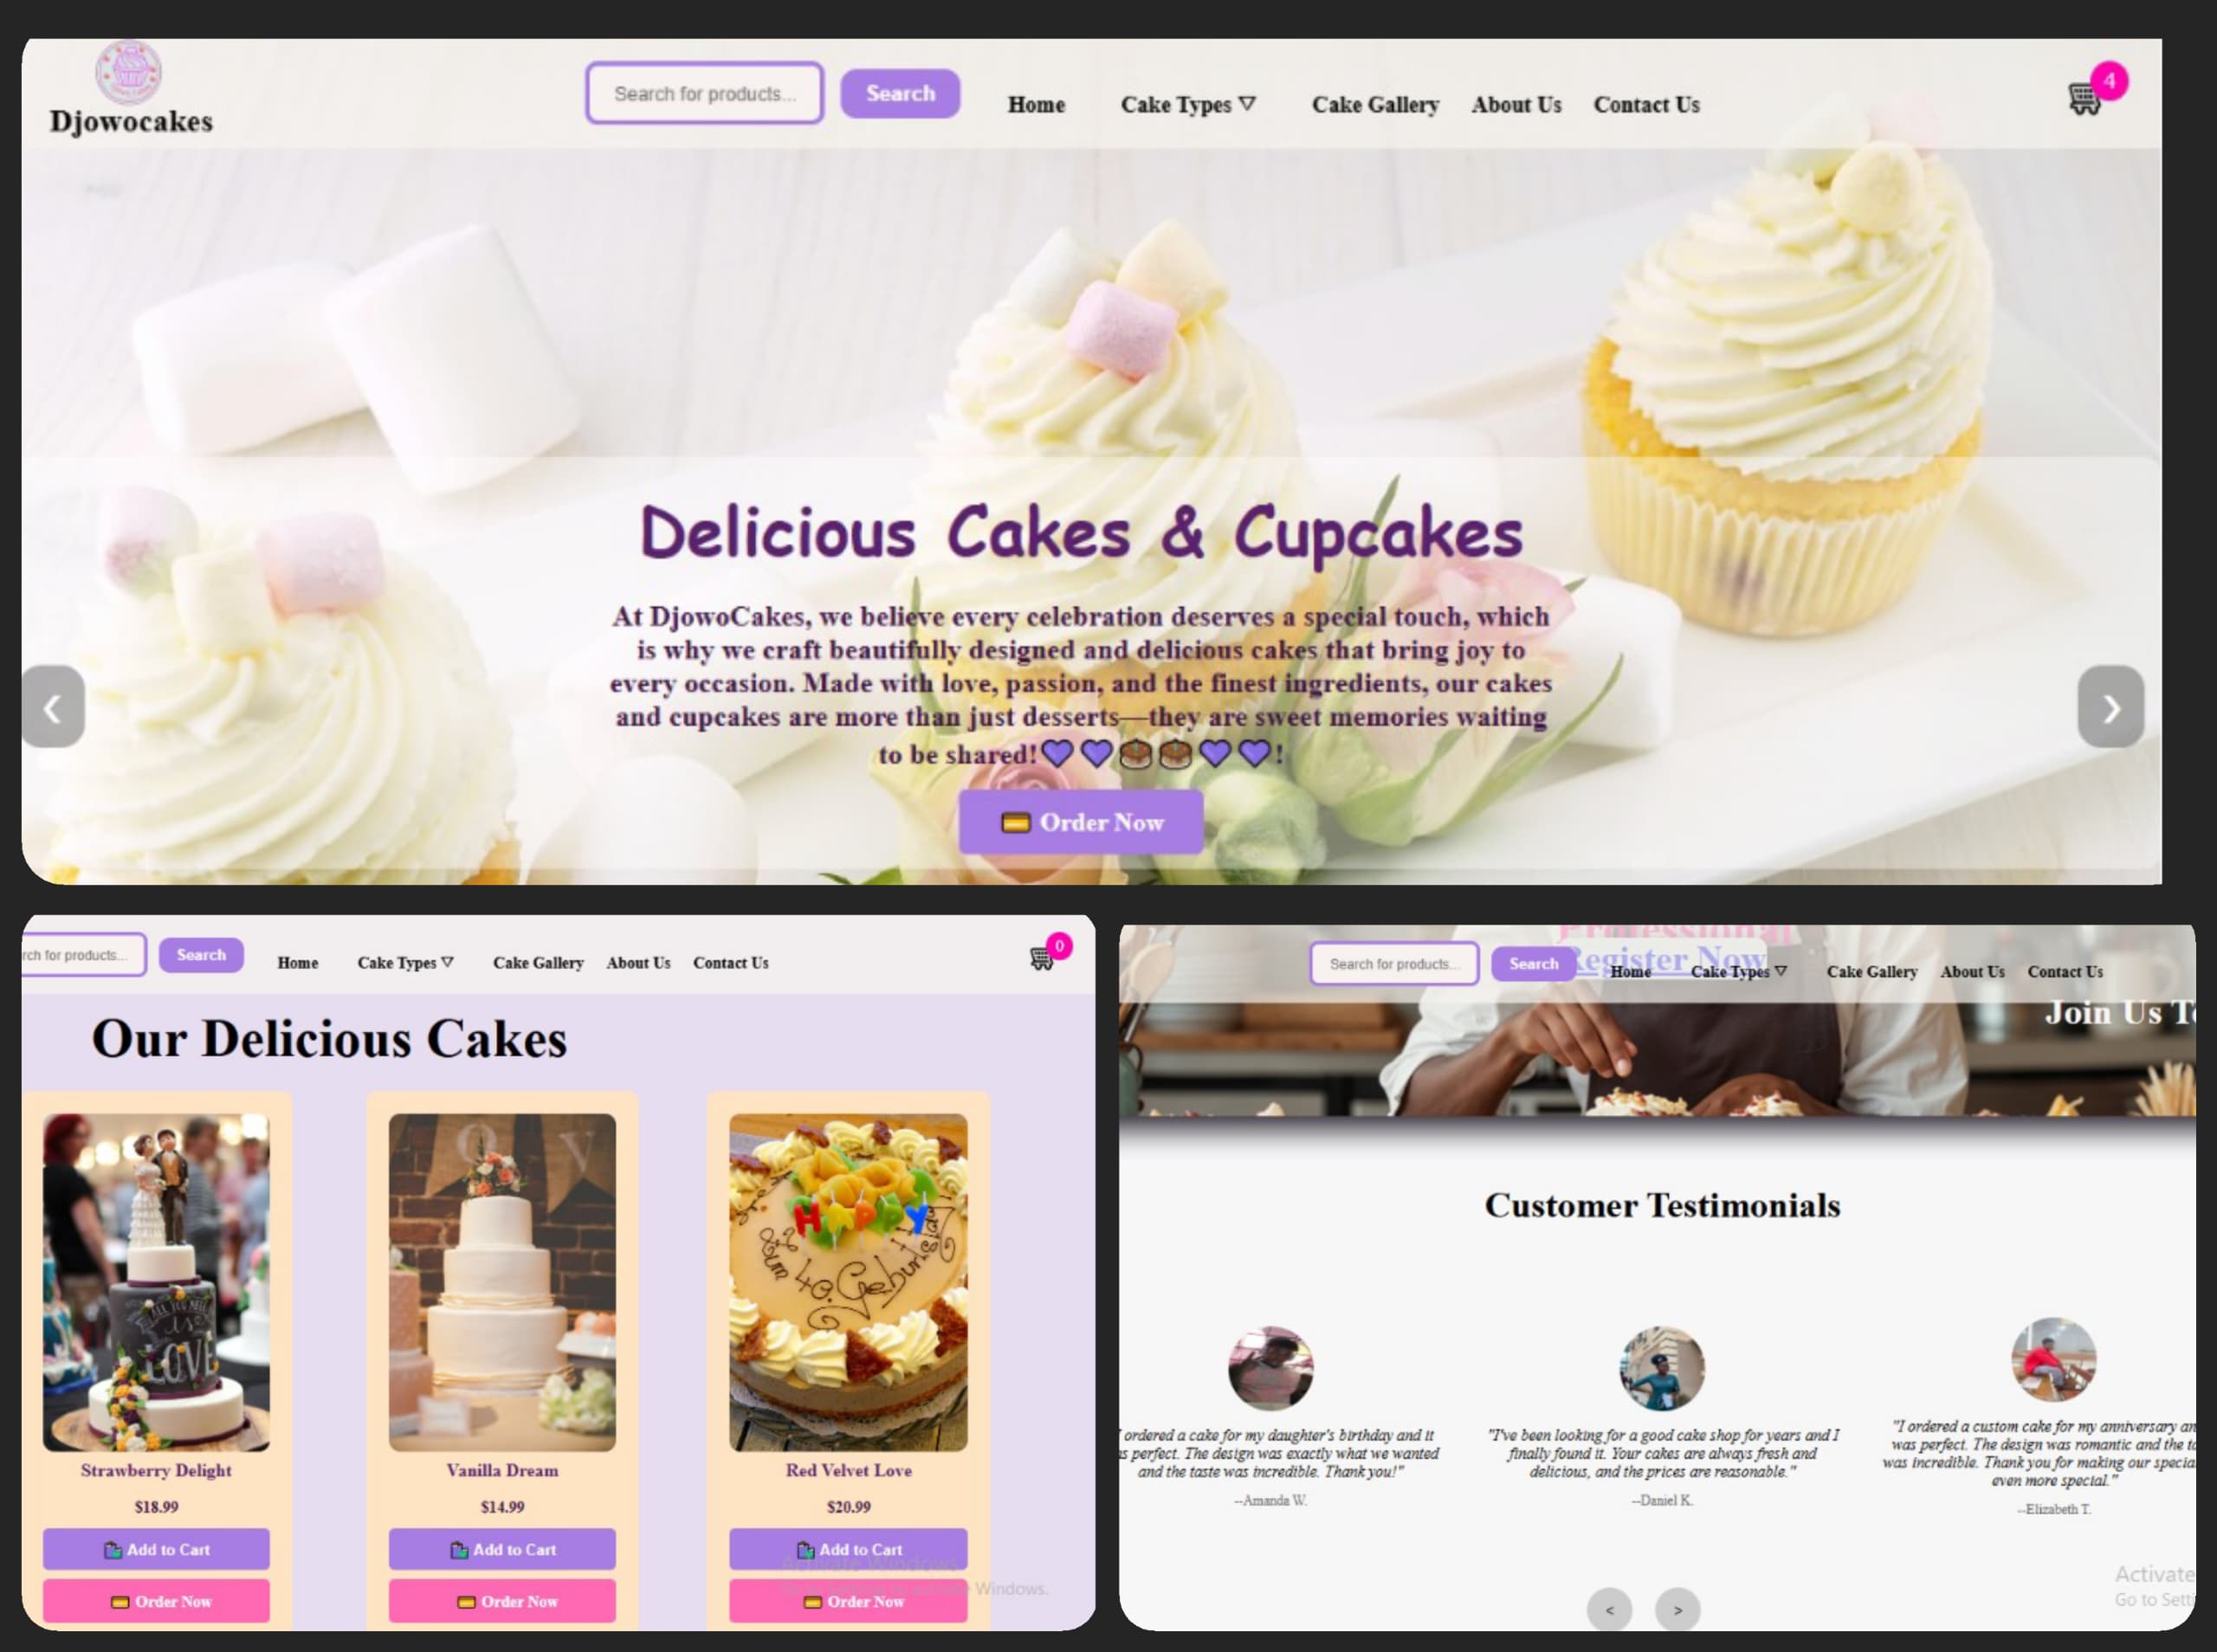 Djowocakes
Search for products...
Search
Home
Cake Types ▽
Cake Gallery
About Us
Contact Us
4
Delicious Cakes & Cupcakes
At DjowoCakes, we believe every celebration deserves a special touch, which
is why we craft beautifully designed and delicious cakes that bring joy to
every occasion. Made with love, passion, and the finest ingredients, our cakes
and cupcakes are more than just desserts—they are sweet memories waiting
to be shared!💜💜🎂🎂💜💜!
❮
❯
💳 Order Now
rch for products...
Search
Home
Cake Types ▽
Cake Gallery
About Us
Contact Us
0
Our Delicious Cakes
ALL YOU NEED
is
LOVE
HAPPY
zum 40. Geburtstag
Strawberry Delight
$18.99
🛍️ Add to Cart
💳 Order Now
Vanilla Dream
$14.99
🛍️ Add to Cart
💳 Order Now
Red Velvet Love
$20.99
🛍️ Add to Cart
💳 Order Now
Activate Windows
Windows.
Professional
Register Now
Search for products...
Search
Home
Cake Types ▽
Cake Gallery
About Us
Contact Us
Join Us T
Customer Testimonials
ordered a cake for my daughter's birthday and it
s perfect. The design was exactly what we wanted
and the taste was incredible. Thank you!"
--Amanda W.
"I've been looking for a good cake shop for years and I
finally found it. Your cakes are always fresh and
delicious, and the prices are reasonable."
--Daniel K.
"I ordered a custom cake for my anniversary an
was perfect. The design was romantic and the ta
was incredible. Thank you for making our specia
even more special."
--Elizabeth T.
<
>
Activate
Go to Sett